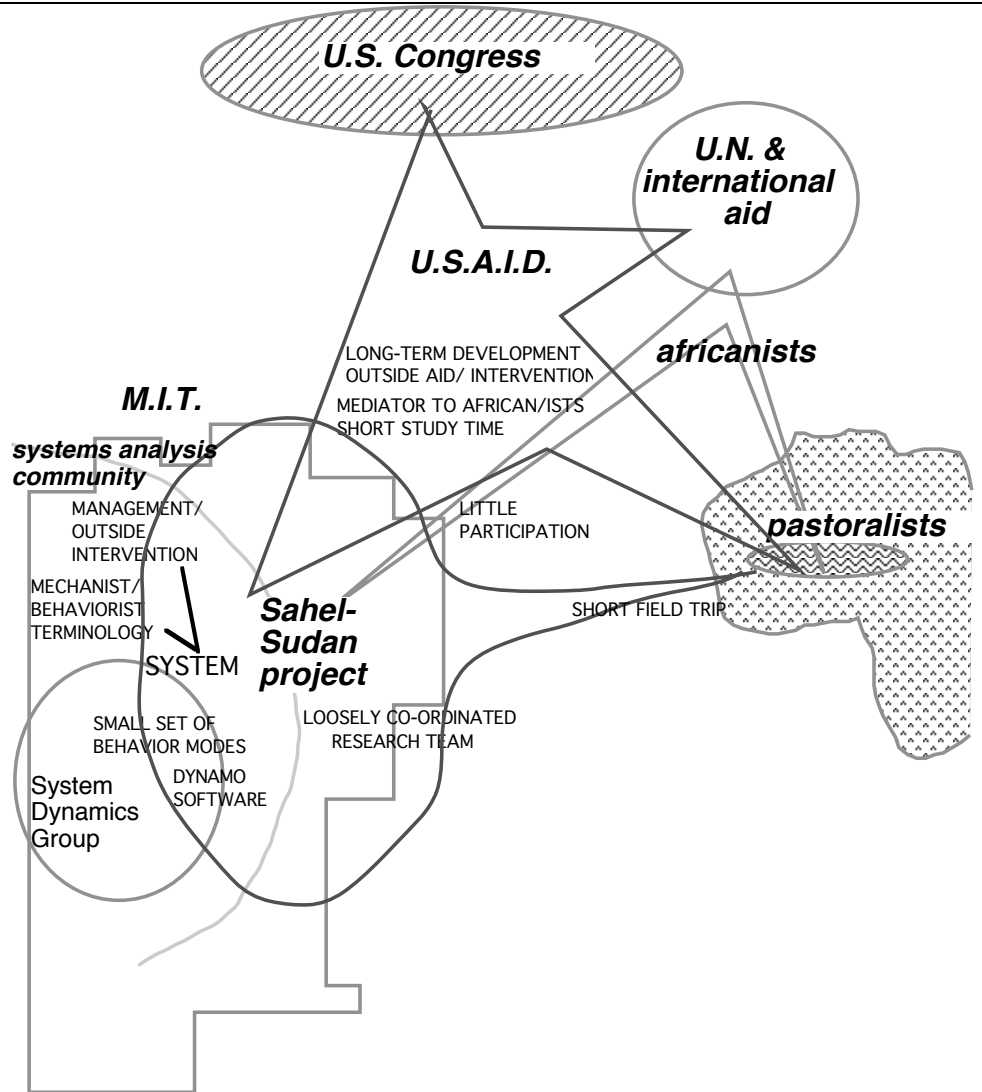 U.S. Congress
U.N. &
international
aid
U.S.A.I.D.
africanists
LONG-TERM DEVELOPMENT
OUTSIDE AID/ INTERVENTION
MEDIATOR TO AFRICAN/ISTS
SHORT STUDY TIME
M.I.T.
systems analysis
community
MANAGEMENT/
OUTSIDE
INTERVENTION
LITTLE
PARTICIPATION
pastoralists
MECHANIST/
BEHAVIORIST
TERMINOLOGY
SYSTEM
Sahel-
Sudan
project
SHORT FIELD TRIP
SMALL SET OF
BEHAVIOR MODES
LOOSELY CO-ORDINATED
RESEARCH TEAM
DYNAMO
SOFTWARE
System
Dynamics
Group